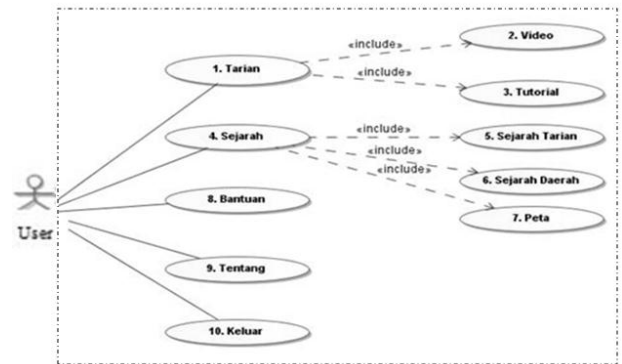 «include»
2. Video
1. Tarian
«include»
3. Tutorial
4. Sejarah
«include»
5. Sejarah Tarian
«include»
6. Sejarah Daerah
«include»
7. Peta
8. Bantuan
User
9. Tentang
10. Keluar